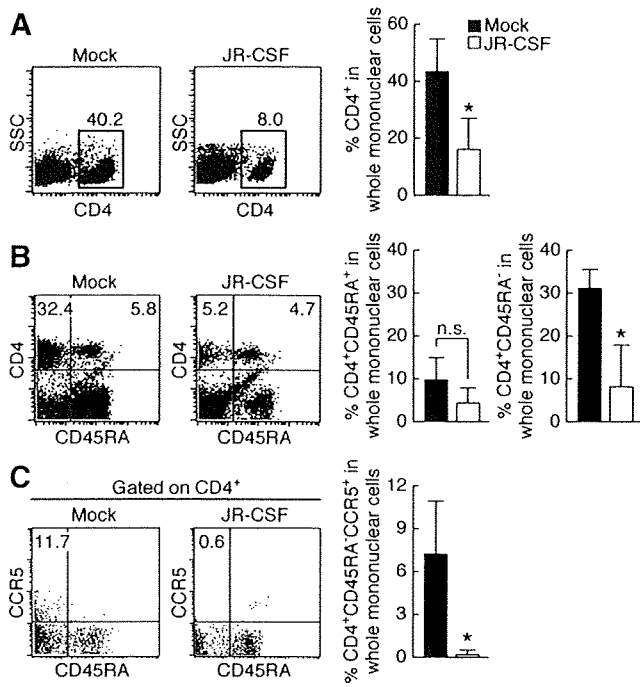 A
Mock
JR-CSF
40.2
8.0
SSC
SSC
CD4
CD4
% CD4⁺ in
whole mononuclear cells
60
40
20
0
*
Mock
JR-CSF
B
Mock
JR-CSF
32.4
5.8
5.2
4.7
CD4
CD4
CD45RA
CD45RA
% CD4⁺CD45RA⁺ in
whole mononuclear cells
40
30
20
10
0
n.s.
% CD4⁺CD45RA⁻ in
whole mononuclear cells
40
30
20
10
0
*
C
Gated on CD4⁺
Mock
JR-CSF
11.7
0.6
CCR5
CCR5
CD45RA
CD45RA
% CD4⁺CD45RA⁻CCR5⁺ in
whole mononuclear cells
12
9
6
3
0
*